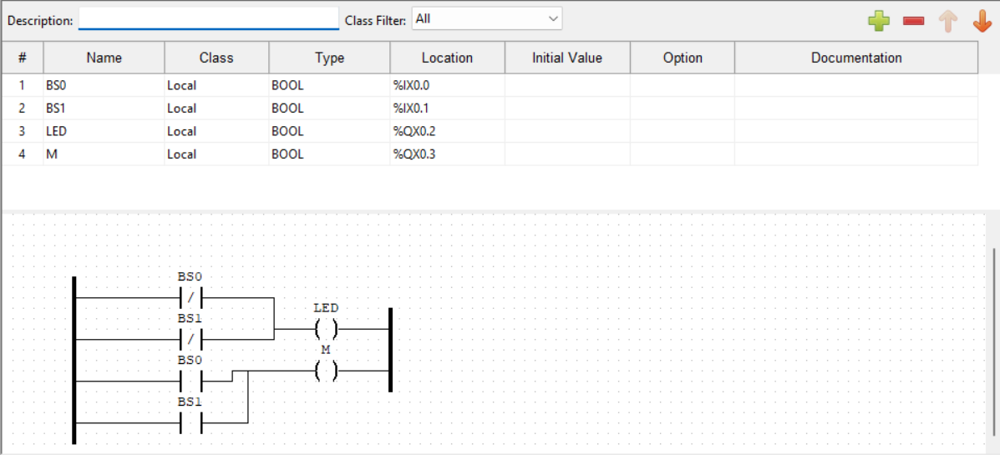 Description: Class Filter: All
# Name Class Type Location Initial Value Option Documentation
1 BS0 Local BOOL %IX0.0
2 BS1 Local BOOL %IX0.1
3 LED Local BOOL %QX0.2
4 M Local BOOL %QX0.3
BS0
LED
BS1
M
BS0
BS1